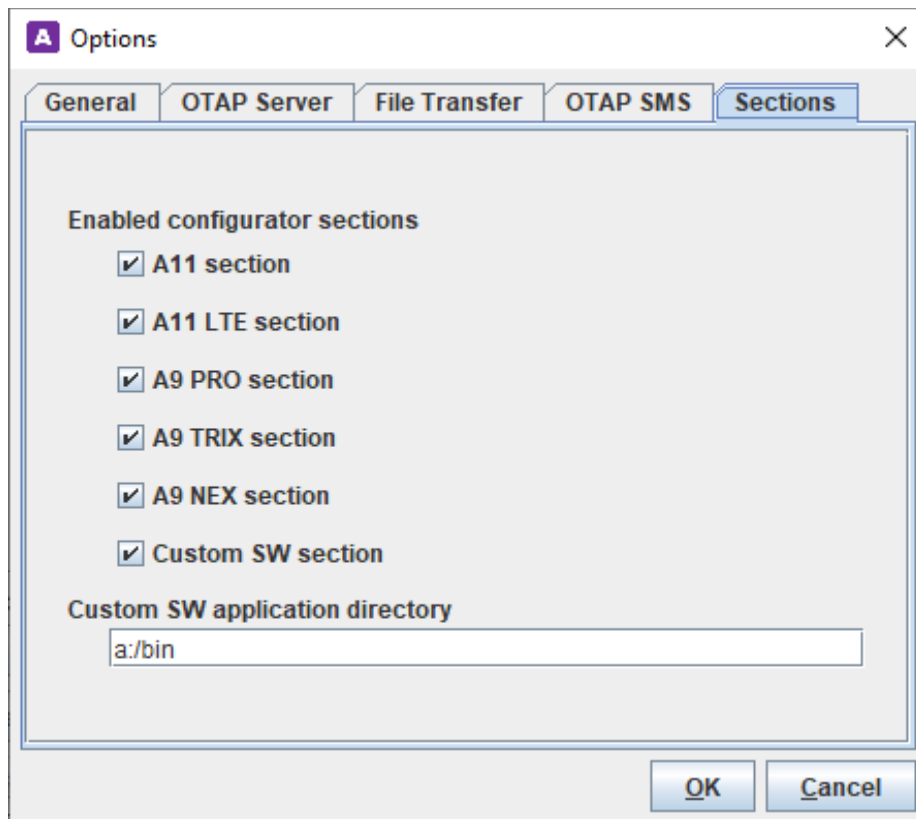 A Options
General OTAP Server File Transfer OTAP SMS Sections
Enabled configurator sections
A11 section
A11 LTE section
A9 PRO section
A9 TRIX section
A9 NEX section
Custom SW section
Custom SW application directory
a:/bin
OK Cancel